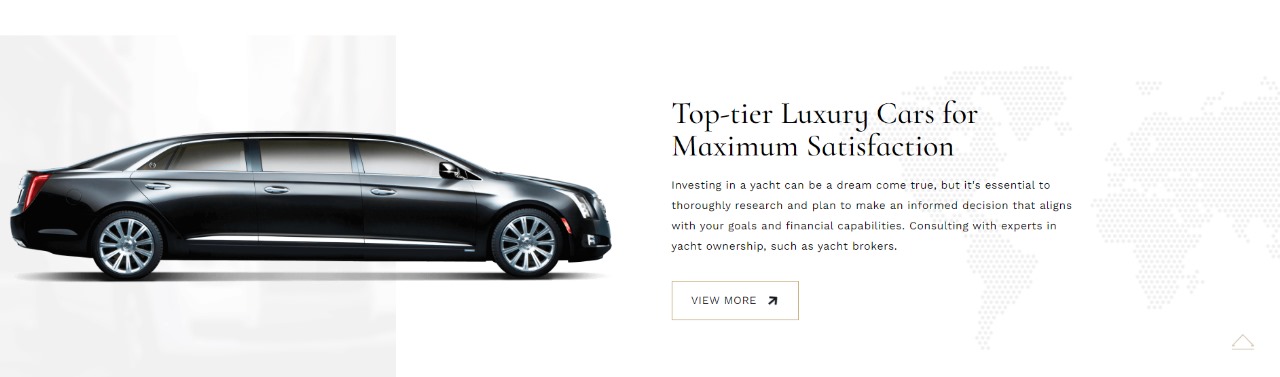 Top-tier Luxury Cars for
Maximum Satisfaction
Investing in a yacht can be a dream come true, but it's essential to
thoroughly research and plan to make an informed decision that aligns
with your goals and financial capabilities. Consulting with experts in
yacht ownership, such as yacht brokers.
VIEW MORE